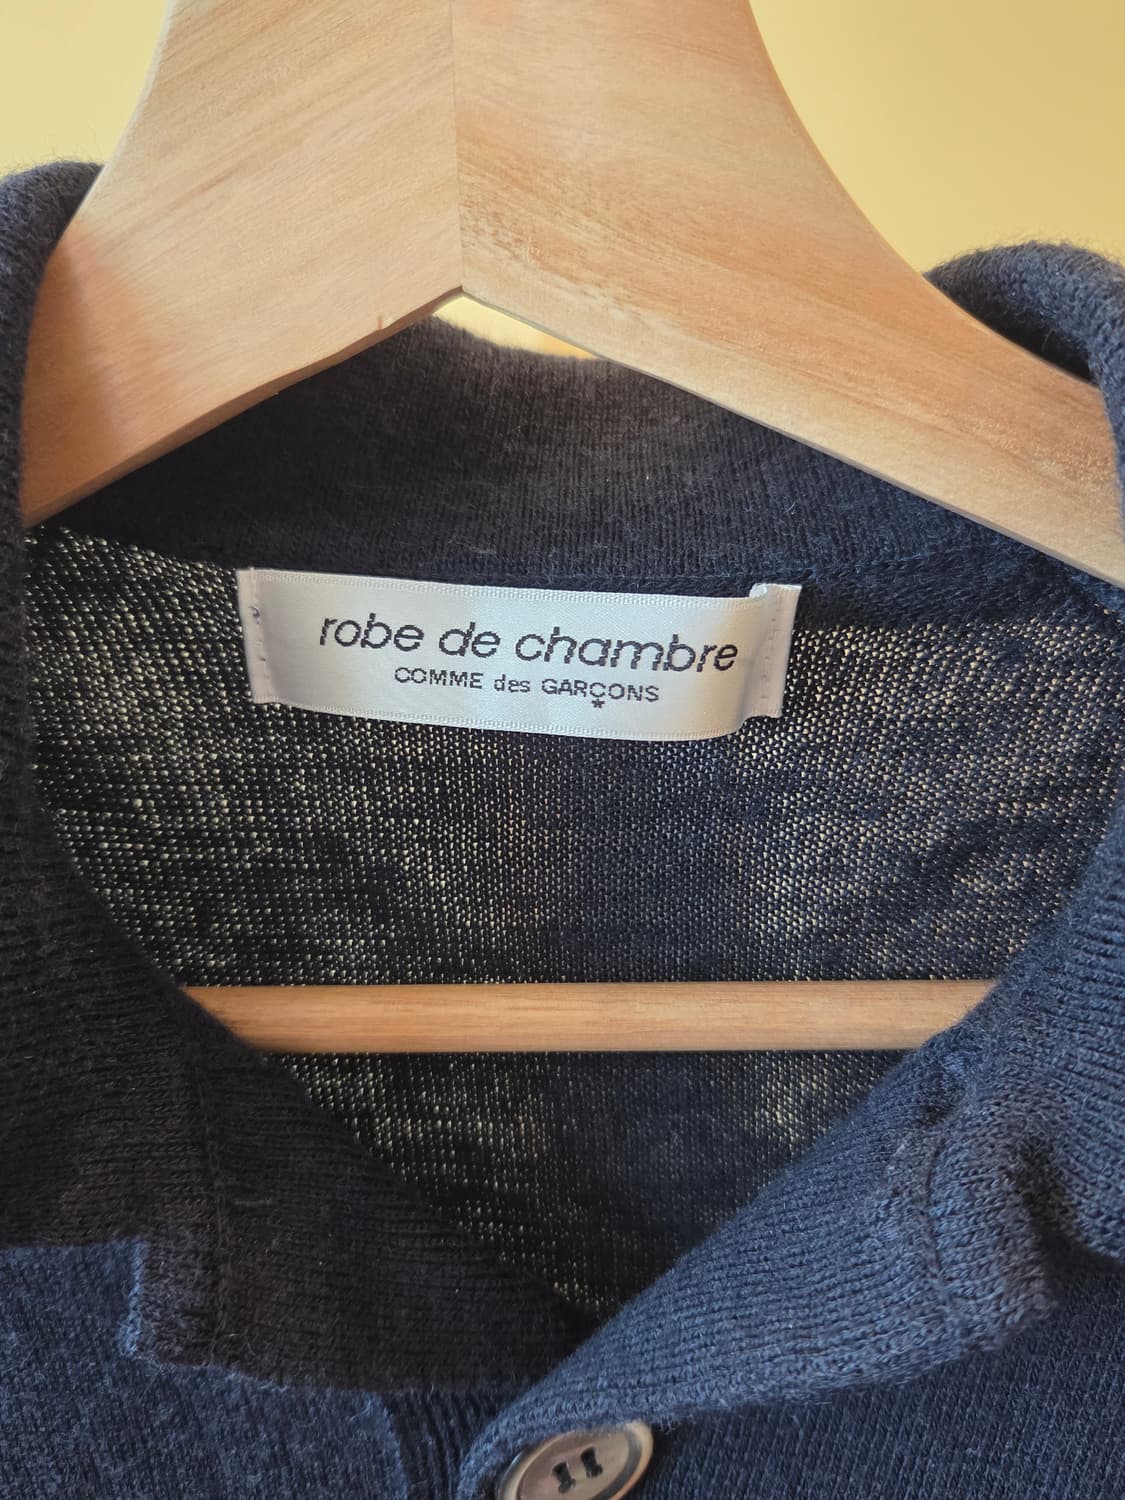 robe de chambre
COMME des GARÇONS
*